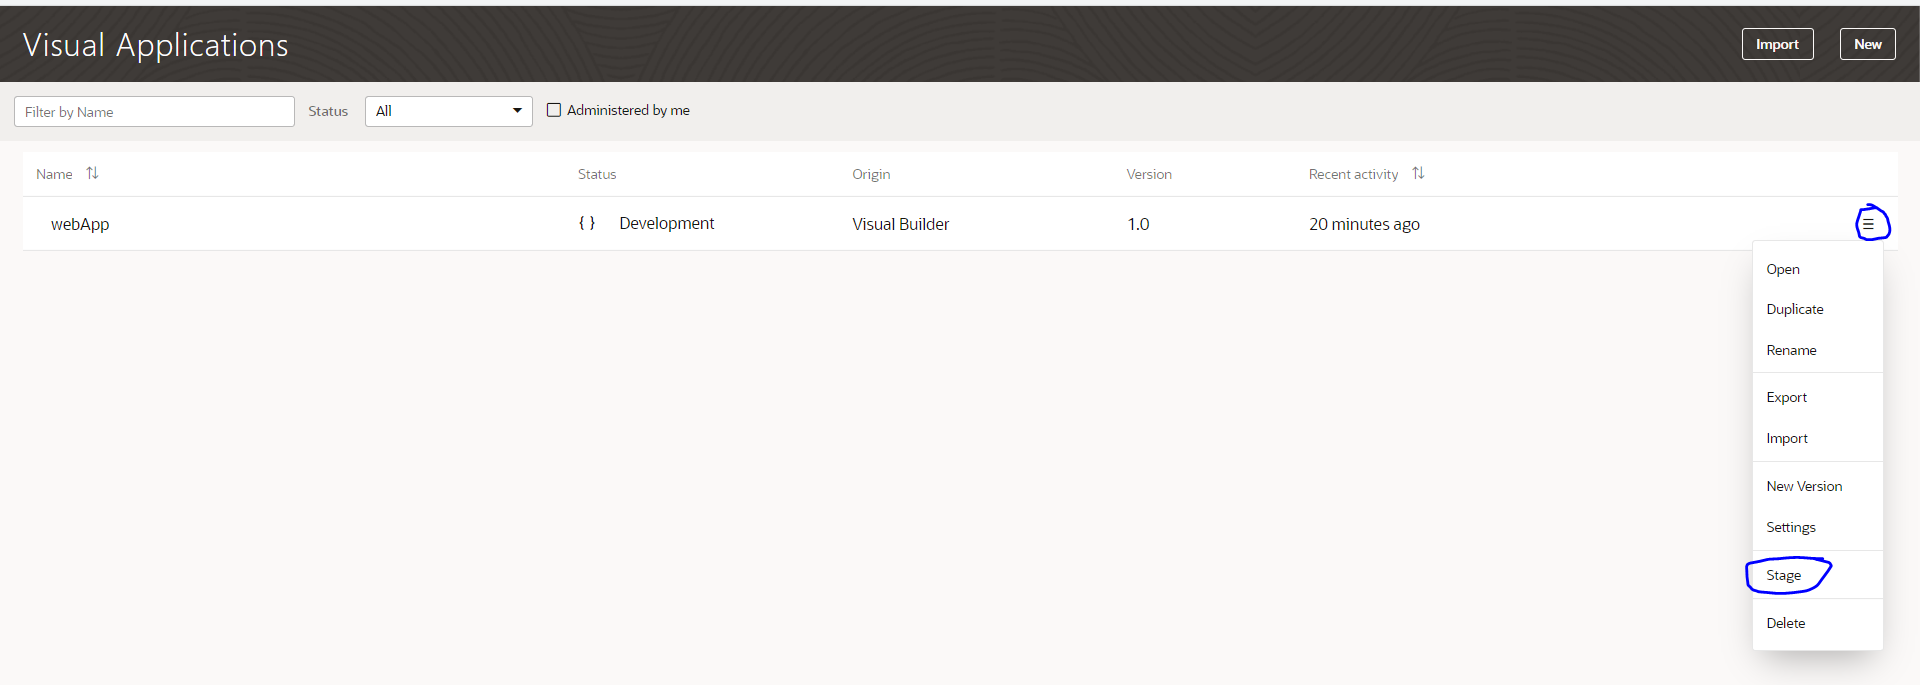 Visual Applications
Import
New
Filter by Name
Status
All
Administered by me
Name
Status
Origin
Version
Recent activity
webApp
{ }
Development
Visual Builder
1.0
20 minutes ago
Open
Duplicate
Rename
Export
Import
New Version
Settings
Stage
Delete